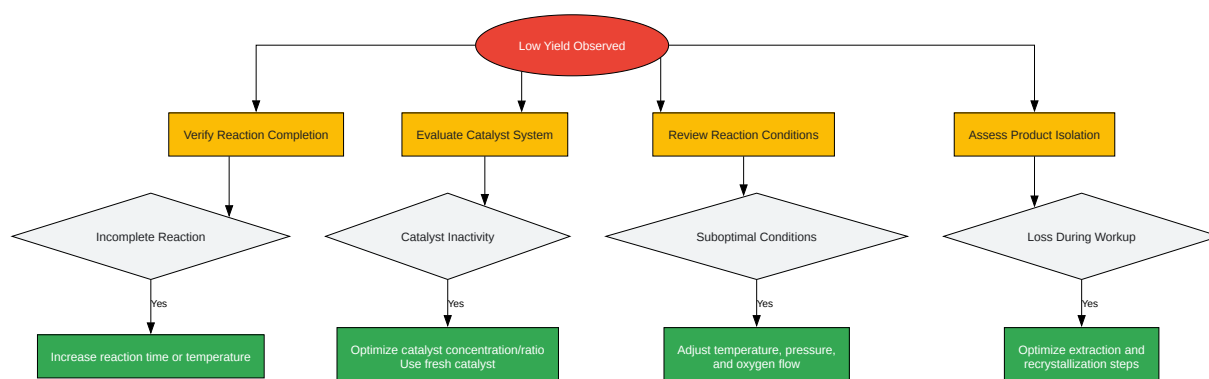 Low Yield Observed
Verify Reaction Completion
Evaluate Catalyst System
Review Reaction Conditions
Assess Product Isolation
Incomplete Reaction
Catalyst Inactivity
Suboptimal Conditions
Loss During Workup
Yes
Yes
Yes
Yes
Increase reaction time or temperature
Optimize catalyst concentration/ratio
Use fresh catalyst
Adjust temperature, pressure,
and oxygen flow
Optimize extraction and
recrystallization steps